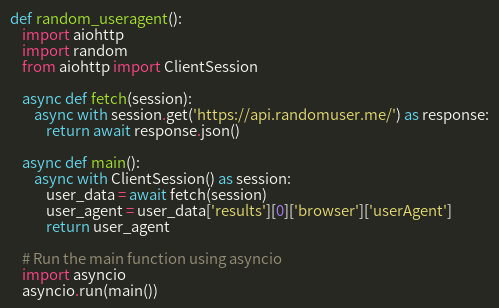 def random_useragent():
    import aiohttp
    import random
    from aiohttp import ClientSession

    async def fetch(session):
        async with session.get('https://api.randomuser.me/') as response:
            return await response.json()

    async def main():
        async with ClientSession() as session:
            user_data = await fetch(session)
            user_agent = user_data['results'][0]['browser']['userAgent']
            return user_agent

    # Run the main function using asyncio
    import asyncio
    asyncio.run(main())